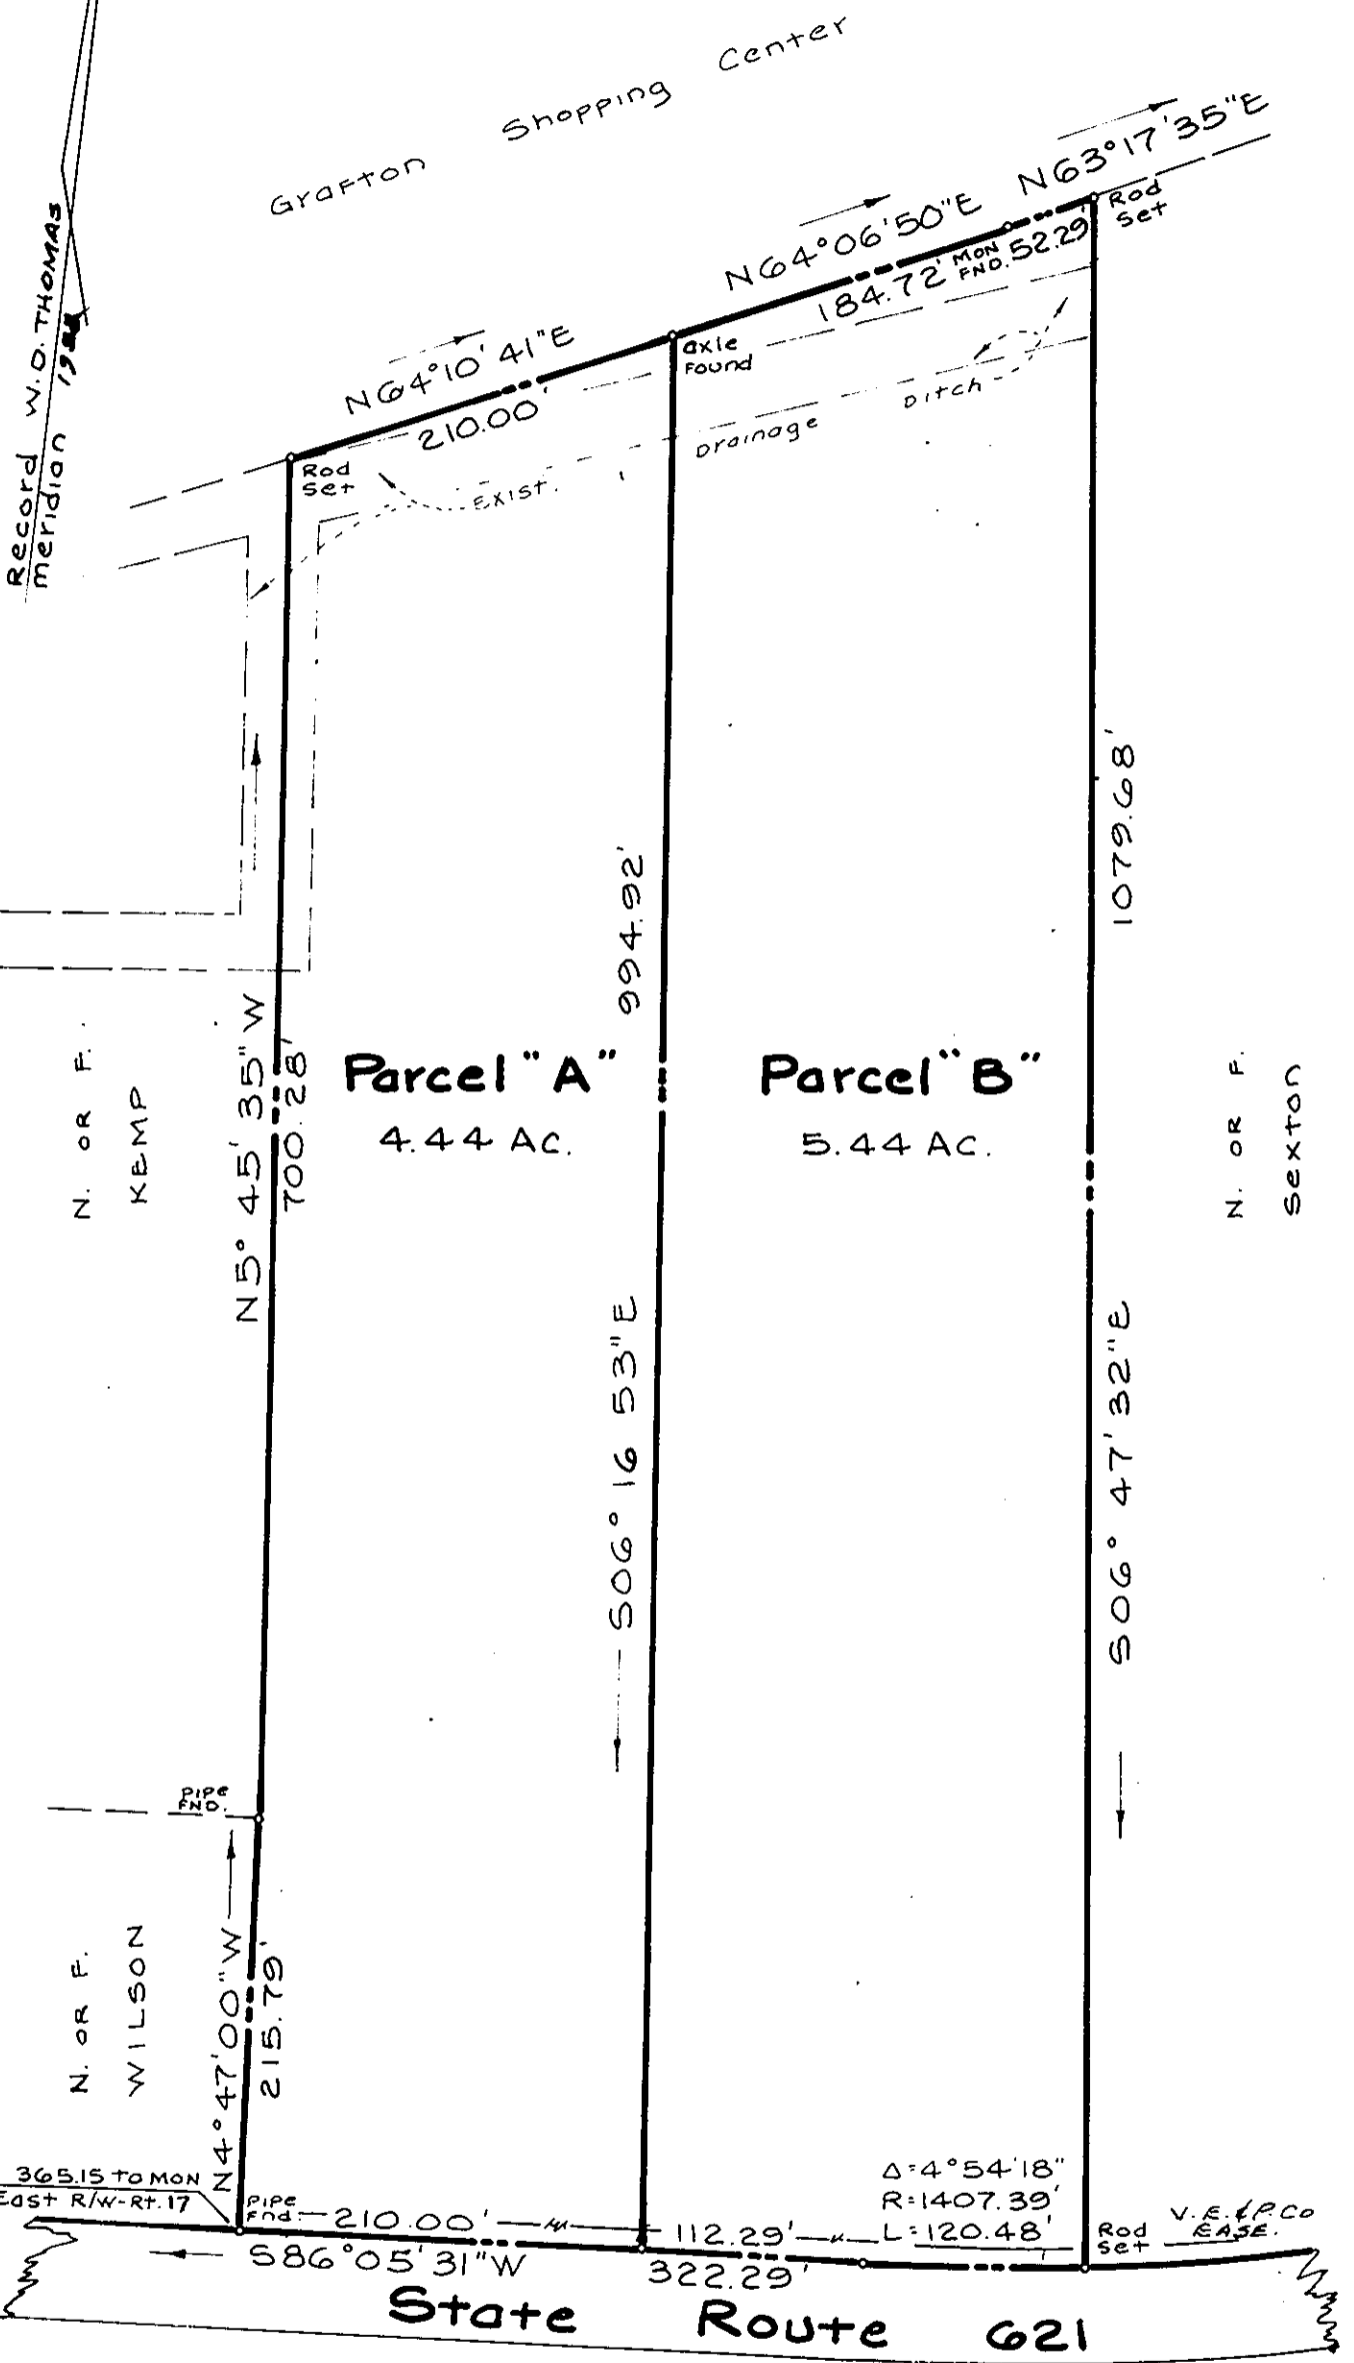 Grafton Shopping Center
Record W.O. THOMAS
meridian
N63°17'35"E
Rod
Set
52.29'
MON
FND.
N64°06'50"E
184.72'
axle
Found
N64°10'41"E
210.00'
Rod
Set
EXIST.
Drainage
Ditch
1079.68'
994.92'
N5° 45' 35" W
700.28'
Parcel "A"
4.44 AC.
Parcel "B"
5.44 AC.
N. OR F.
KEMP
N. OR F.
Sexton
S06° 16 53" E
S06° 47' 32" E
PIPE
FND.
N. OR F.
WILSON
N4°47'00"W
215.79'
365.15 TO MON
East R/W-Rt. 17
PIPE
Fnd
210.00'
112.29'
Δ=4°54'18"
R=1407.39'
L=120.48'
Rod
Set
V.E.&P.Co
EASE.
S86°05'31"W
322.29'
State Route 621